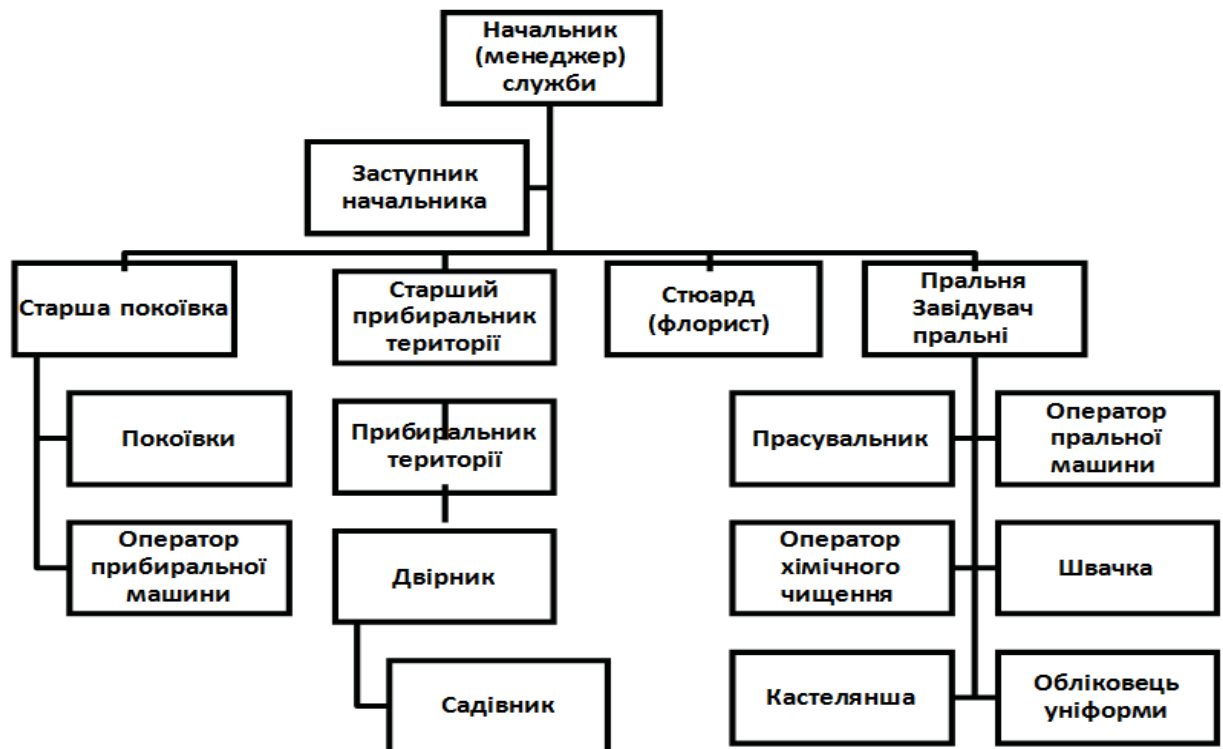 Начальник
(менеджер)
служби
Заступник
начальника
Старша покоївка
Старший
прибиральник
території
Стюард
(флорист)
Пральня
Завідувач
пральні
Покоївки
Прибиральник
території
Прасувальник
Оператор
пральної
машини
Оператор
прибиральної
машини
Двірник
Оператор
хімічного
чищення
Швачка
Садівник
Кастелянша
Обліковець
уніформи